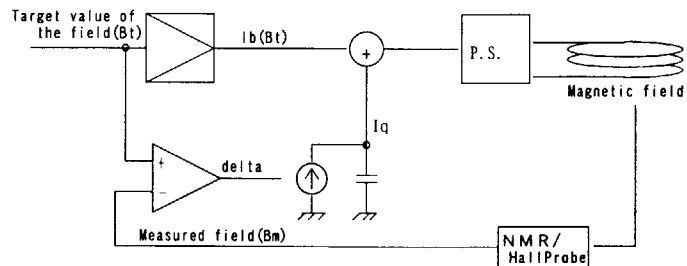 Target value of
the field(Bt)
Ib(Bt)
+
P.S.
Magnetic field
Iq
+
-
delta
Measured field(Bm)
NMR/
HallProbe